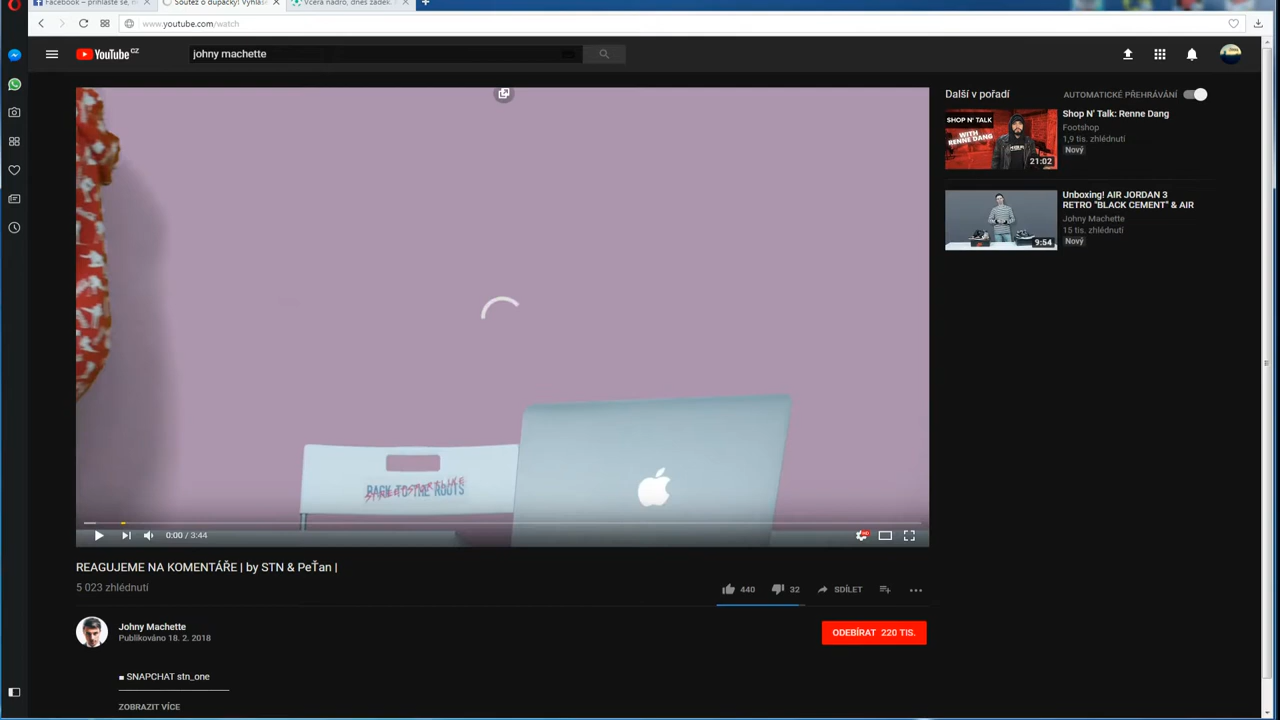 Facebook – přihlaste se, n
Soutěž o dupačky! Vyhláše
Včera ňadro, dnes zadek.
www.youtube.com/watch
YouTube CZ
johny machette
Další v pořadí
AUTOMATICKÉ PŘEHRÁVÁNÍ
SHOP N' TALK
WITH
RENNE DANG
21:02
Shop N' Talk: Renne Dang
Footshop
1,9 tis. zhlédnutí
Nový
9:54
Unboxing! AIR JORDAN 3
RETRO "BLACK CEMENT" & AIR
Johny Machette
15 tis. zhlédnutí
Nový
BACK TO THE ROOTS
0:00 / 3:44
REAGUJEME NA KOMENTÁŘE | by STN & PeŤan |
5 023 zhlédnutí
440
32
SDÍLET
Johny Machette
Publikováno 18. 2. 2018
ODEBÍRAT 220 TIS.
■ SNAPCHAT stn_one
ZOBRAZIT VÍCE